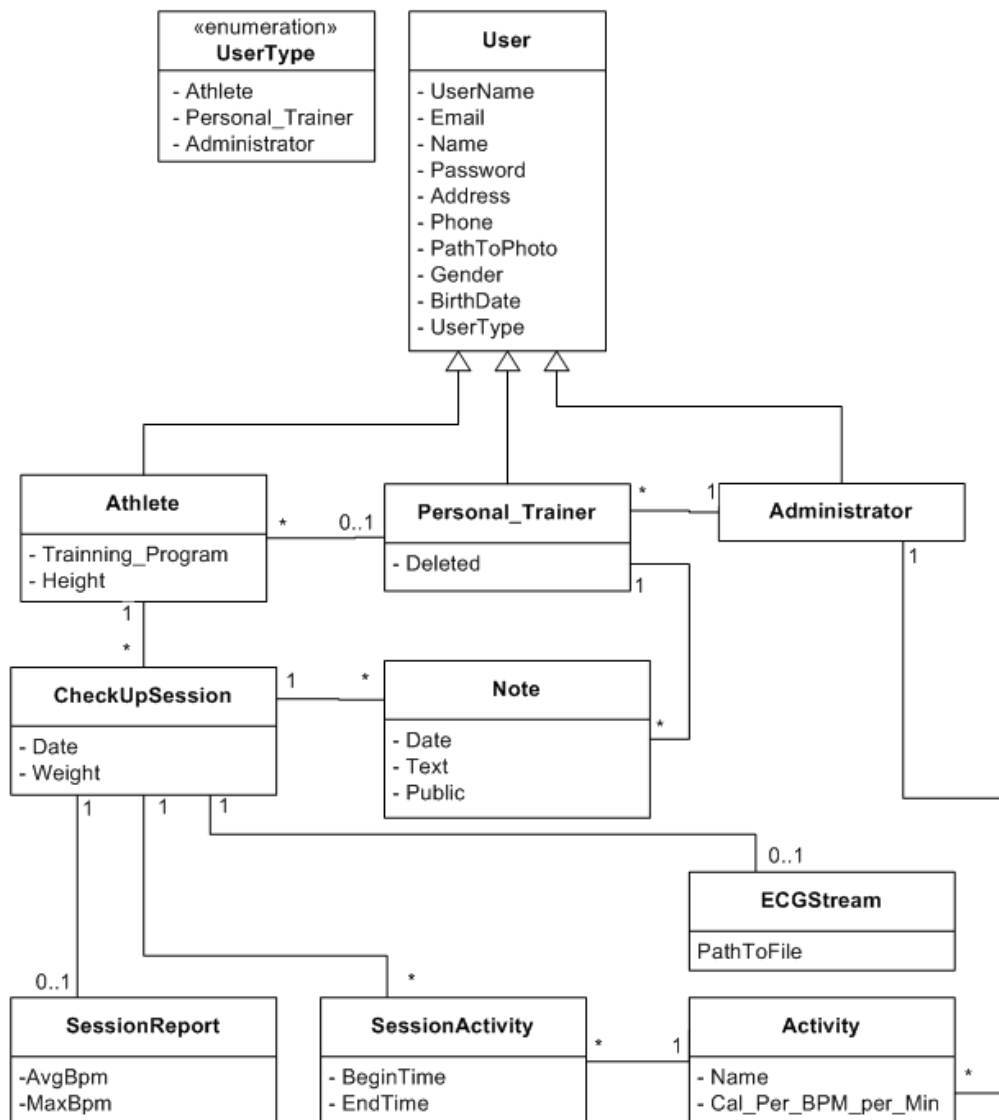 «enumeration»
UserType
- Athlete
- Personal_Trainer
- Administrator
User
- UserName
- Email
- Name
- Password
- Address
- Phone
- PathToPhoto
- Gender
- BirthDate
- UserType
Athlete
- Trainning_Program
- Height
* 0..1
Personal_Trainer
- Deleted
* 1
Administrator
1
1
1
*
CheckUpSession
- Date
- Weight
1 *
Note
- Date
- Text
- Public
*
1
1
1
0..1
ECGStream
PathToFile
0..1
*
SessionReport
-AvgBpm
-MaxBpm
SessionActivity
- BeginTime
- EndTime
* 1
Activity
- Name
- Cal_Per_BPM_per_Min
*